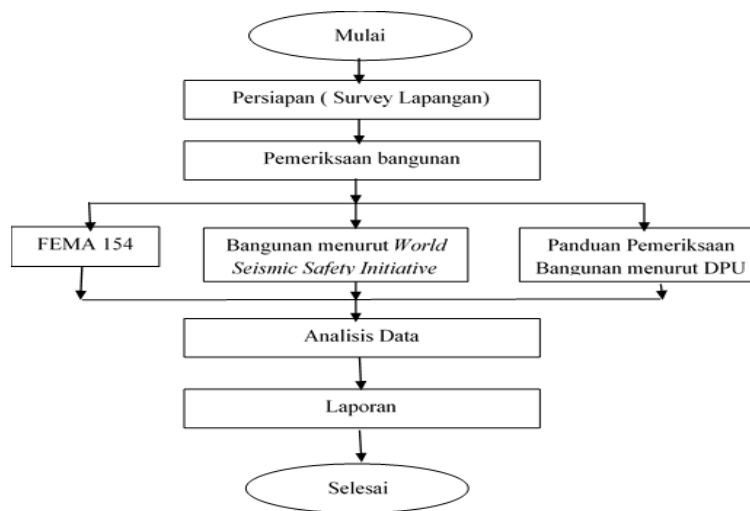 Mulai
Persiapan ( Survey Lapangan)
Pemeriksaan bangunan
FEMA 154
Bangunan menurut World
Seismic Safety Initiative
Panduan Pemeriksaan
Bangunan menurut DPU
Analisis Data
Laporan
Selesai